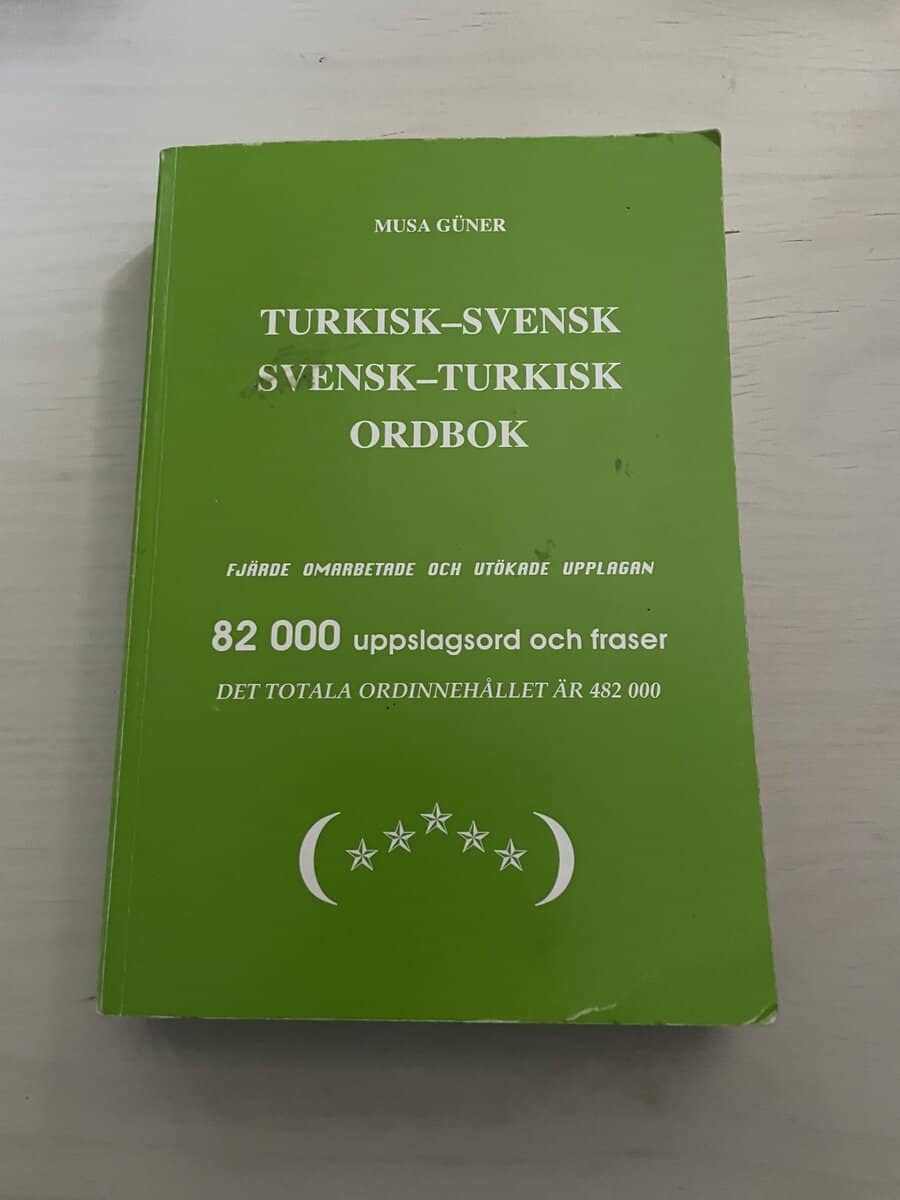 MUSA GÜNER
TURKISK–SVENSK
SVENSK–TURKISK
ORDBOK
FJÄRDE OMARBETADE OCH UTÖKADE UPPLAGAN
82 000 uppslagsord och fraser
DET TOTALA ORDINNEHÅLLET ÄR 482 000